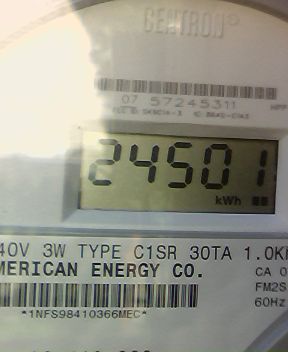 CENTRON®
07 57245311
24501
kWh
40V 3W TYPE C1SR 30TA 1.0K
MERICAN ENERGY CO.
CA 0
FM2S
60Hz
*1NFS98410366MEC*